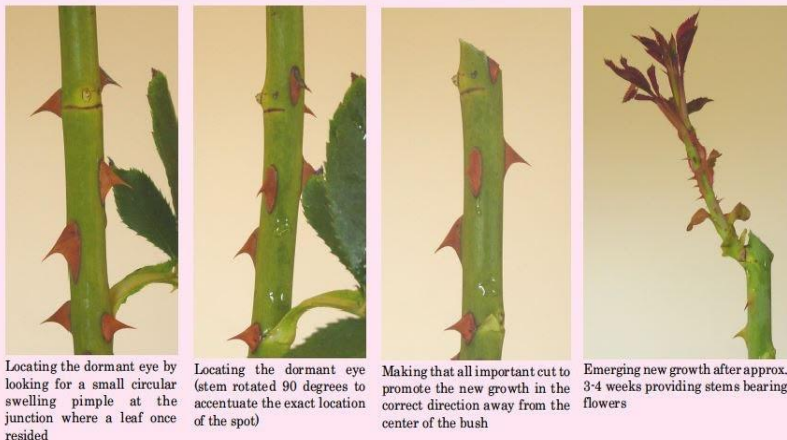 Locating the dormant eye by
looking for a small circular
swelling pimple at the
junction where a leaf once
resided
Locating the dormant eye
(stem rotated 90 degrees to
accentuate the exact location
of the spot)
Making that all important cut to
promote the new growth in the
correct direction away from the
center of the bush
Emerging new growth after approx.
3-4 weeks providing stems bearing
flowers